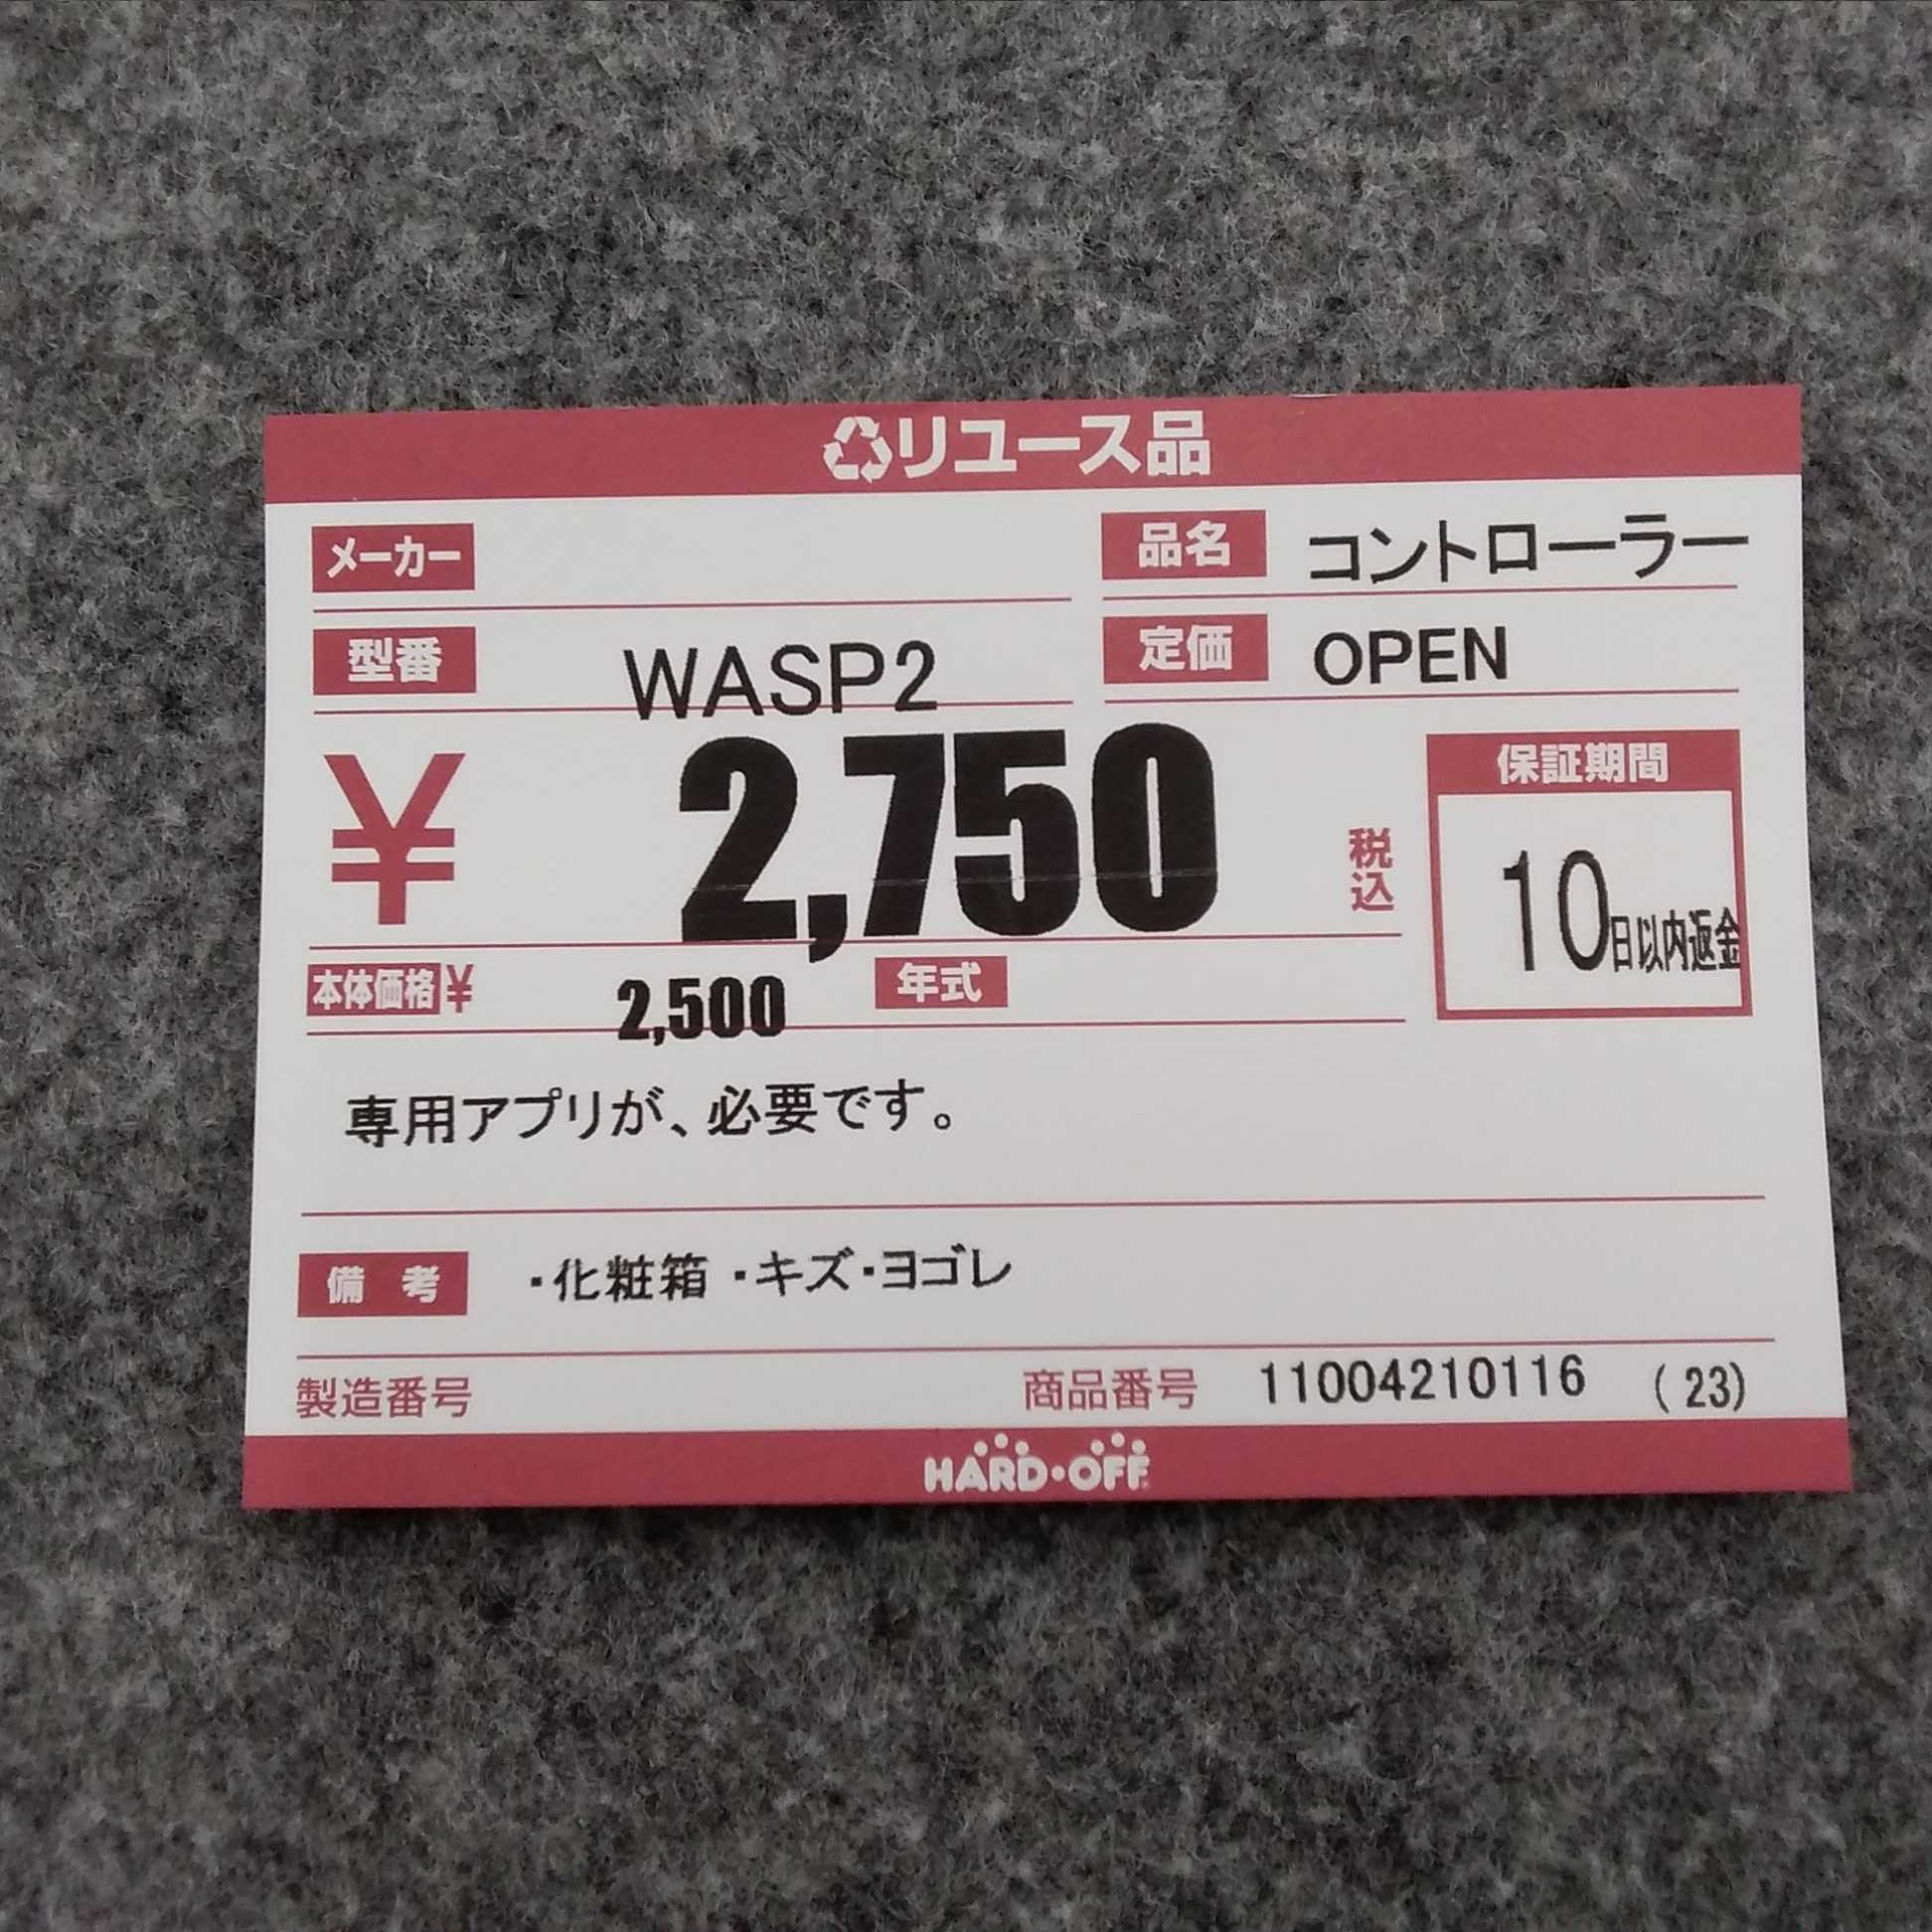 リユース品
メーカー
品名 コントローラー
型番 WASP2
定価 OPEN
¥ 2,750 税込
保証期間
10日以内返金
本体価格¥ 2,500 年式
専用アプリが、必要です。
備考 ・化粧箱 ・キズ・ヨゴレ
製造番号 商品番号 11004210116 (23)
HARD・OFF